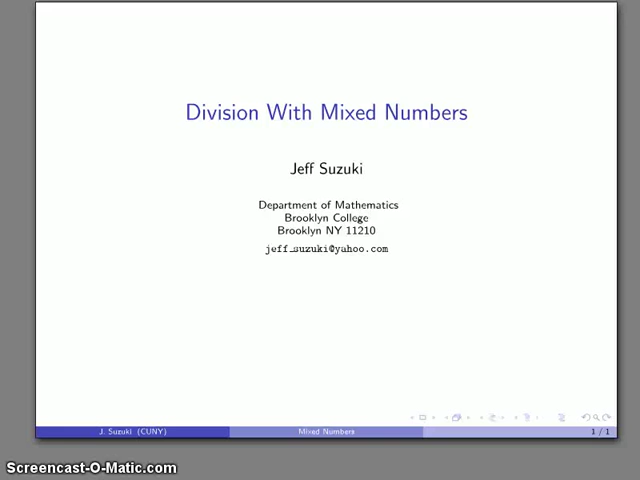 Division With Mixed Numbers
Jeff Suzuki
Department of Mathematics
Brooklyn College
Brooklyn NY 11210
jeff_suzuki@yahoo.com
J. Suzuki (CUNY)
Mixed Numbers
1 / 1
Screencast-O-Matic.com